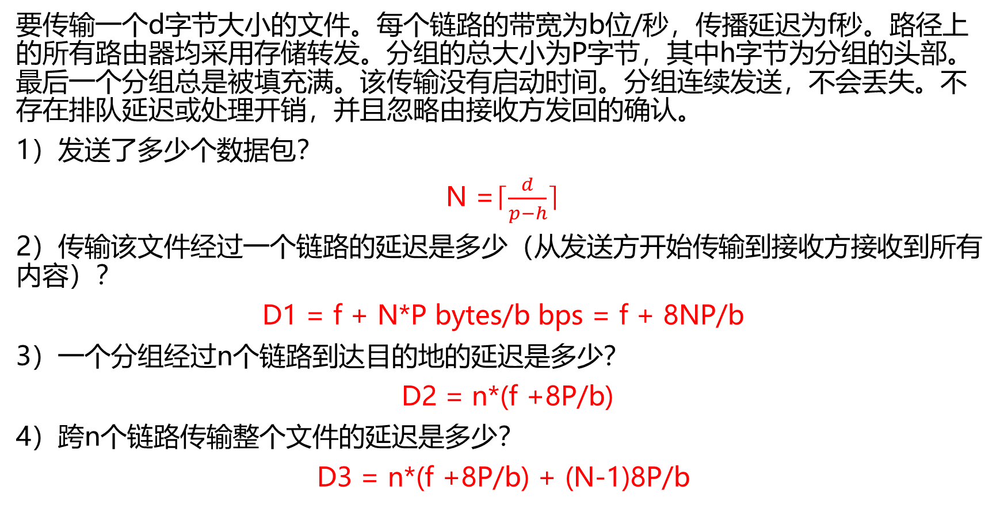 要传输一个d字节大小的文件。每个链路的带宽为b位/秒，传播延迟为f秒。路径上
的所有路由器均采用存储转发。分组的总大小为P字节，其中h字节为分组的头部。
最后一个分组总是被填充满。该传输没有启动时间。分组连续发送，不会丢失。不
存在排队延迟或处理开销，并且忽略由接收方发回的确认。
1）发送了多少个数据包？
N =⌈d/(p−h)⌉
2）传输该文件经过一个链路的延迟是多少（从发送方开始传输到接收方接收到所有
内容）？
D1 = f + N*P bytes/b bps = f + 8NP/b
3）一个分组经过n个链路到达目的地的延迟是多少？
D2 = n*(f +8P/b)
4）跨n个链路传输整个文件的延迟是多少？
D3 = n*(f +8P/b) + (N-1)8P/b